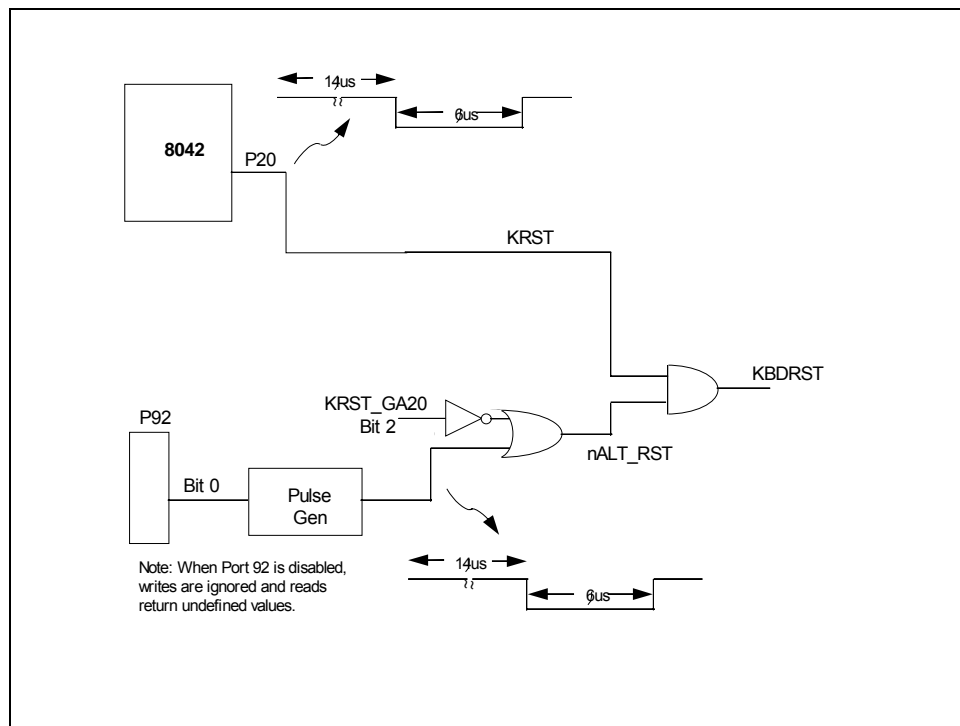 14us
~~
6us
8042
P20
KRST
KBDRST
KRST_GA20
Bit 2
nALT_RST
P92
Bit 0
Pulse
Gen
14us
~~
6us
Note: When Port 92 is disabled,
writes are ignored and reads
return undefined values.